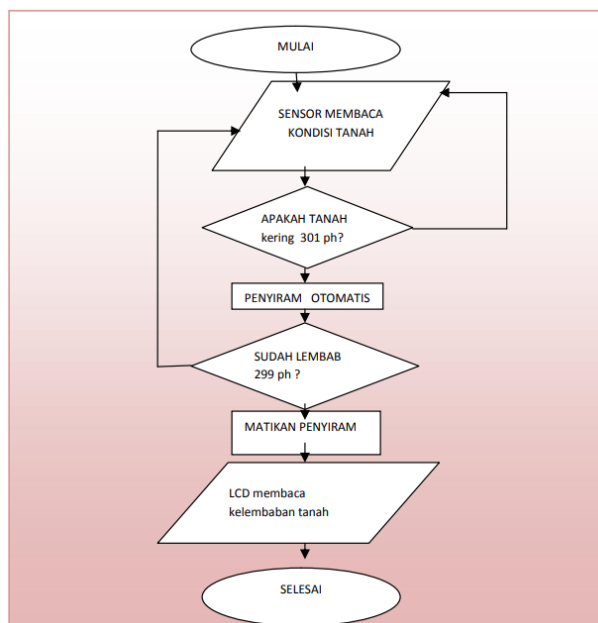 MULAI
SENSOR MEMBACA
KONDISI TANAH
APAKAH TANAH
kering 301 ph?
PENYIRAM OTOMATIS
SUDAH LEMBAB
299 ph ?
MATIKAN PENYIRAM
LCD membaca
kelembaban tanah
SELESAI